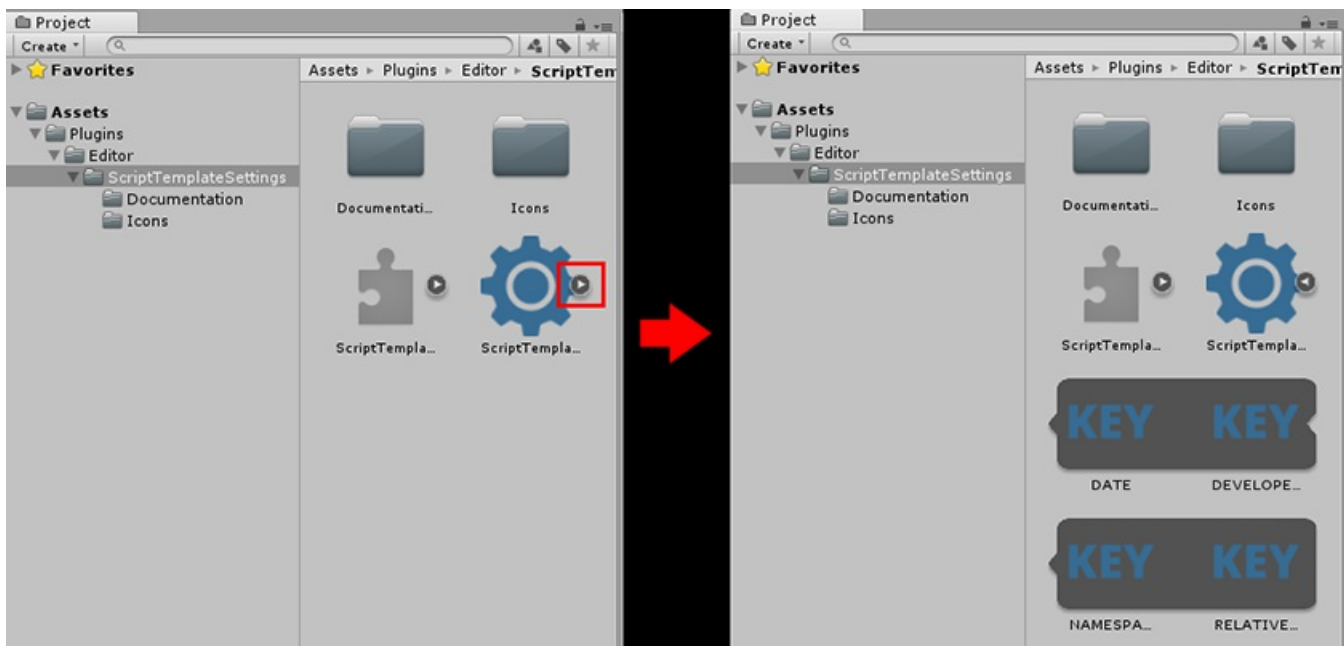 Project
Create
Favorites
Assets ▸ Plugins ▸ Editor ▸ ScriptTem
Assets
Plugins
Editor
ScriptTemplateSettings
Documentation
Icons
Documentati…
Icons
ScriptTempla…
ScriptTempla…
Project
Create
Favorites
Assets ▸ Plugins ▸ Editor ▸ ScriptTem
Assets
Plugins
Editor
ScriptTemplateSettings
Documentation
Icons
Documentati…
Icons
ScriptTempla…
ScriptTempla…
KEY KEY
DATE
DEVELOPE…
KEY KEY
NAMESPA…
RELATIVE…